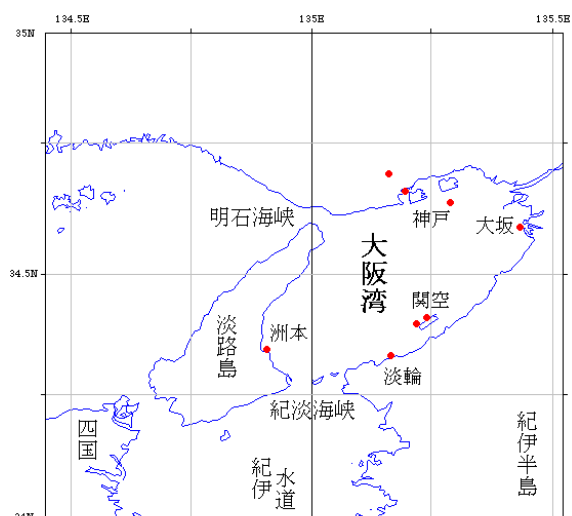 134.5E 135E 135.5E
35N
明石海峡
神戸
大坂
大阪湾
34.5N
関空
淡路島
洲本
淡輪
紀淡海峡
四国
紀伊水道
紀伊半島